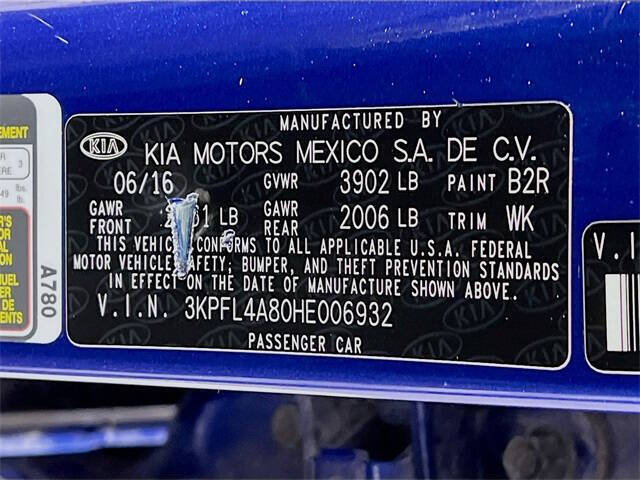 MANUFACTURED BY
KIA KIA MOTORS MEXICO S.A. DE C.V.
06/16 GVWR 3902 LB PAINT B2R
GAWR FRONT LB GAWR REAR 2006 LB TRIM WK
THIS VEHICLE CONFORMS TO ALL APPLICABLE U.S.A. FEDERAL
MOTOR VEHICLE SAFETY, BUMPER, AND THEFT PREVENTION STANDARDS
IN EFFECT ON THE DATE OF MANUFACTURE SHOWN ABOVE.
V.I.N. 3KPFL4A80HE006932
PASSENGER CAR
A780
V.I